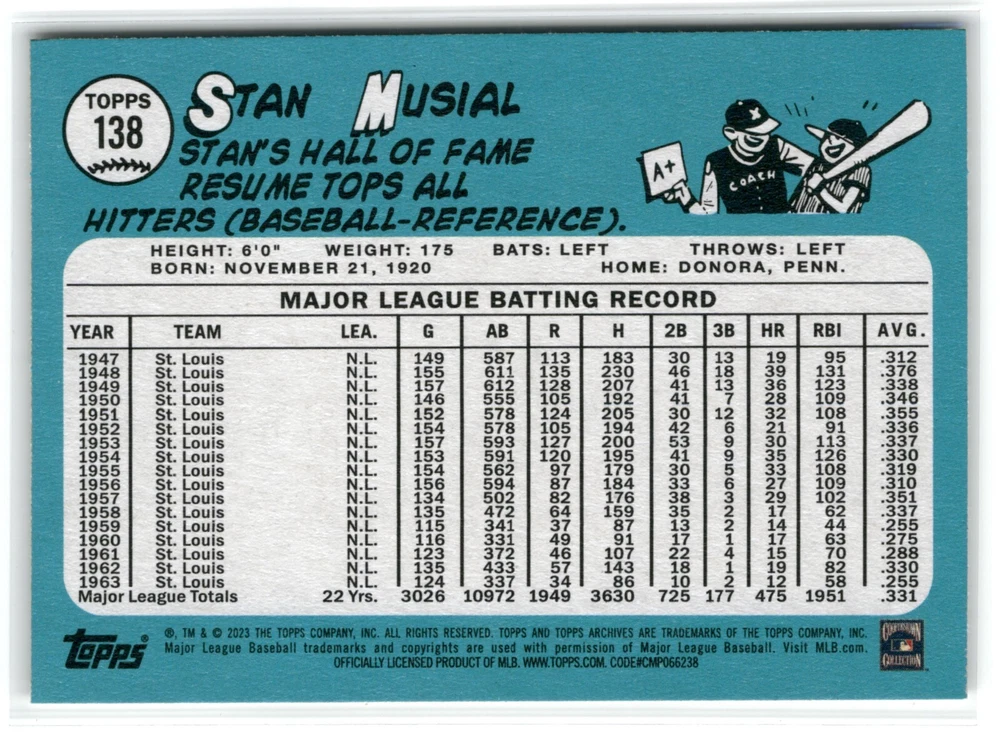 TOPPS
138
STAN MUSIAL
STAN'S HALL OF FAME
RESUME TOPS ALL
HITTERS (BASEBALL-REFERENCE).
A+
COACH
HEIGHT: 6'0" WEIGHT: 175 BATS: LEFT THROWS: LEFT
BORN: NOVEMBER 21, 1920 HOME: DONORA, PENN.
MAJOR LEAGUE BATTING RECORD
YEAR TEAM LEA. G AB R H 2B 3B HR RBI AVG.
1947 St. Louis N.L. 149 587 113 183 30 13 19 95 .312
1948 St. Louis N.L. 155 611 135 230 46 18 39 131 .376
1949 St. Louis N.L. 157 612 128 207 41 13 36 123 .338
1950 St. Louis N.L. 146 555 105 192 41 7 28 109 .346
1951 St. Louis N.L. 152 578 124 205 30 12 32 108 .355
1952 St. Louis N.L. 154 578 105 194 42 6 21 91 .336
1953 St. Louis N.L. 157 593 127 200 53 9 30 113 .337
1954 St. Louis N.L. 153 591 120 195 41 9 35 126 .330
1955 St. Louis N.L. 154 562 97 179 30 5 33 108 .319
1956 St. Louis N.L. 156 594 87 184 33 6 27 109 .310
1957 St. Louis N.L. 134 502 82 176 38 3 29 102 .351
1958 St. Louis N.L. 135 472 64 159 35 2 17 62 .337
1959 St. Louis N.L. 115 341 37 87 13 2 14 44 .255
1960 St. Louis N.L. 116 331 49 91 17 1 17 63 .275
1961 St. Louis N.L. 123 372 46 107 22 4 15 70 .288
1962 St. Louis N.L. 135 433 57 143 18 1 19 82 .330
1963 St. Louis N.L. 124 337 34 86 10 2 12 58 .255
Major League Totals 22 Yrs. 3026 10972 1949 3630 725 177 475 1951 .331
TOPPS®
®, TM & © 2023 THE TOPPS COMPANY, INC. ALL RIGHTS RESERVED. TOPPS AND TOPPS ARCHIVES ARE TRADEMARKS OF THE TOPPS COMPANY, INC.
Major League Baseball trademarks and copyrights are used with permission of Major League Baseball. Visit MLB.com.
OFFICIALLY LICENSED PRODUCT OF MLB. WWW.TOPPS.COM. CODE#CMP066238
COOPERSTOWN
COLLECTION